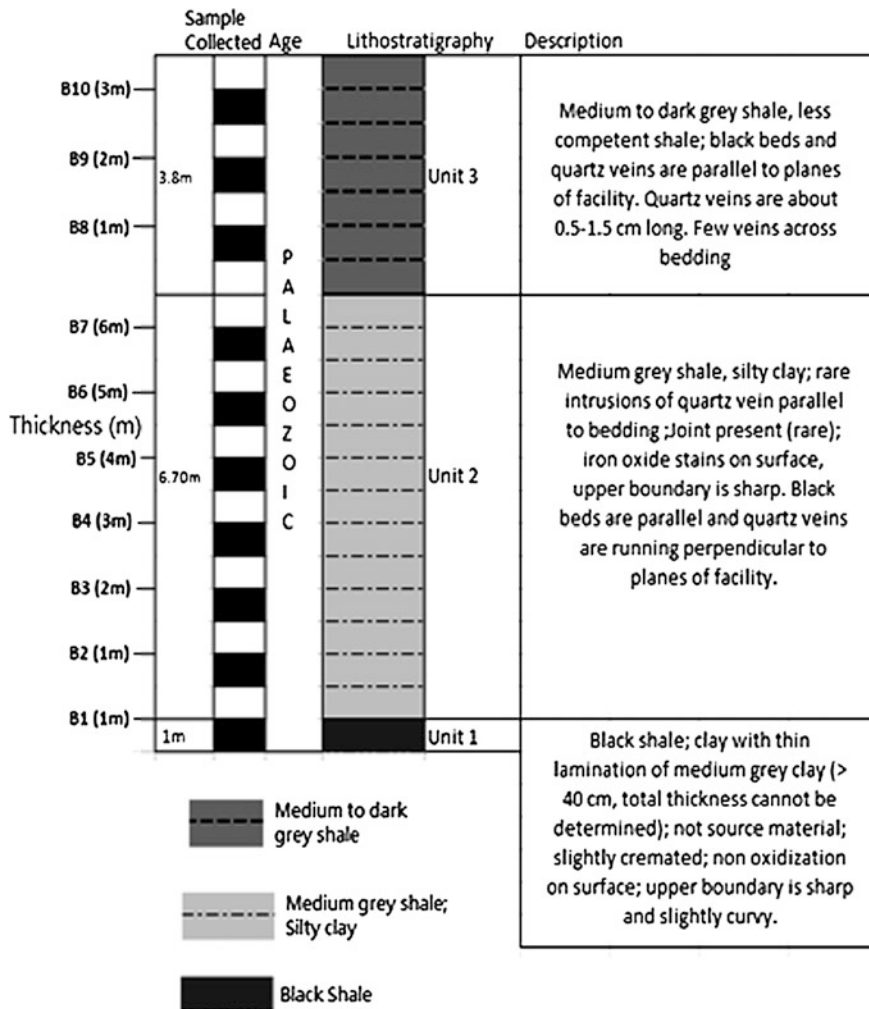 Sample
Collected Age Lithostratigraphy Description
B10 (3m)
B9 (2m)
3.8m
B8 (1m)
Unit 3
Medium to dark grey shale, less
competent shale; black beds and
quartz veins are parallel to planes
of facility. Quartz veins are about
0.5-1.5 cm long. Few veins across
bedding
PALAEOZOIC
B7 (6m)
B6 (5m)
Thickness (m)
B5 (4m)
6.70m
B4 (3m)
B3 (2m)
B2 (1m)
Unit 2
Medium grey shale, silty clay; rare
intrusions of quartz vein parallel
to bedding ;Joint present (rare);
iron oxide stains on surface,
upper boundary is sharp. Black
beds are parallel and quartz veins
are running perpendicular to
planes of facility.
B1 (1m)
1m
Unit 1
Black shale; clay with thin
lamination of medium grey clay (>
40 cm, total thickness cannot be
determined); not source material;
slightly cremated; non oxidization
on surface; upper boundary is sharp
and slightly curvy.
Medium to dark
grey shale
Medium grey shale;
Silty clay
Black Shale